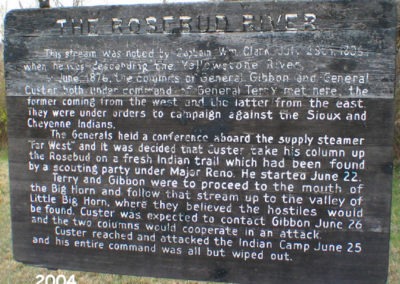 THE ROSEBUD RIVER
This stream was noted by Captain Wm Clark, July 28th, 1806,
when he was descending the Yellowstone River.
June, 1876, the columns of General Gibbon and General
Custer both under command of General Terry met here, the
former coming from the west and the latter from the east.
They were under orders to campaign against the Sioux and
Cheyenne Indians.
The Generals held a conference aboard the supply steamer
"Far West" and it was decided that Custer take his column up
the Rosebud on a fresh Indian trail which had been found
by a scouting party under Major Reno. He started June 22.
Terry and Gibbon were to proceed to the mouth of
the Big Horn and follow that stream up to the valley of
Little Big Horn, where they believed the hostiles would
be found. Custer was expected to contact Gibbon June 26
and the two columns would cooperate in an attack.
Custer reached and attacked the Indian Camp June 25
and his entire command was all but wiped out.
2004